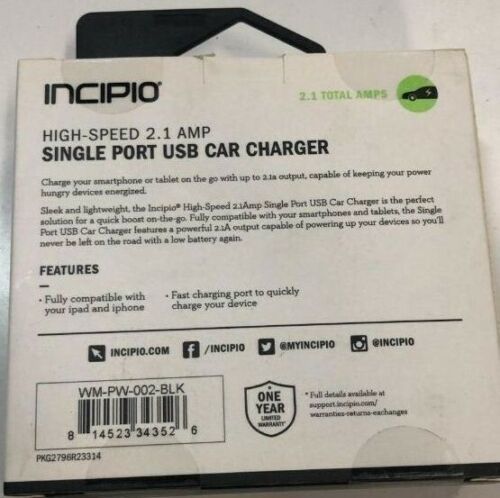 INCIPIO®
2.1 TOTAL AMPS
HIGH-SPEED 2.1 AMP
SINGLE PORT USB CAR CHARGER
Charge your smartphone or tablet on the go with up to 2.1a output, capable of keeping your power
hungry devices energized.
Sleek and lightweight, the Incipio® High-Speed 2.1Amp Single Port USB Car Charger is the perfect
solution for a quick boost on-the-go. Fully compatible with your smartphones and tablets, the Single
Port USB Car Charger features a powerful 2.1A output capable of powering up your devices so you'll
never be left on the road with a low battery again.
FEATURES
• Fully compatible with
your ipad and iphone
• Fast charging port to quickly
charge your device
INCIPIO.COM
/INCIPIO
@MYINCIPIO
@INCIPIO
WM-PW-002-BLK
8 14523 34352 6
ONE
YEAR
LIMITED
WARRANTY*
* Full details available at
support.incipio.com/
warranties-returns-exchanges
PKG2796R23314